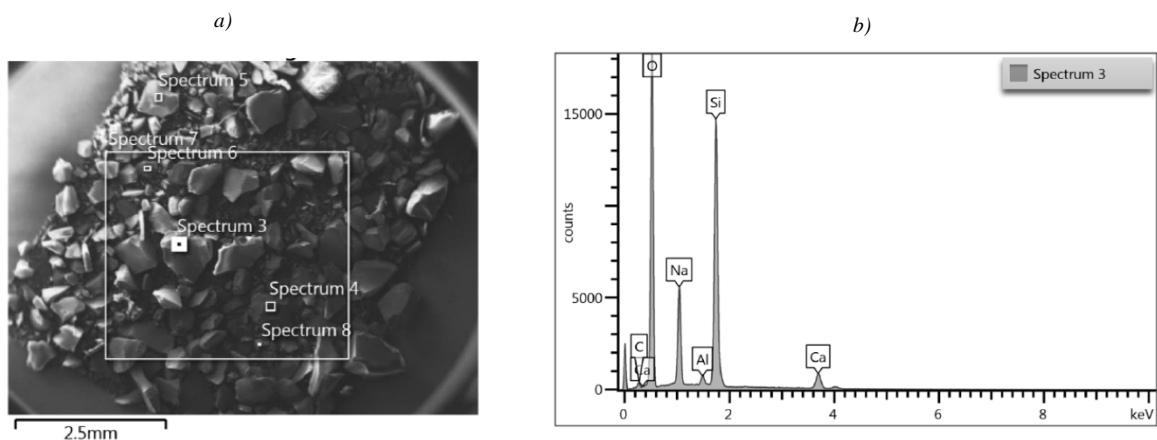 a)
b)
Spectrum 5
Spectrum 7
Spectrum 6
Spectrum 3
Spectrum 4
Spectrum 8
2.5mm
Spectrum 3
O
Si
15000
counts
Na
5000
C
Ca
Al
Ca
0
0 2 4 6 8 keV